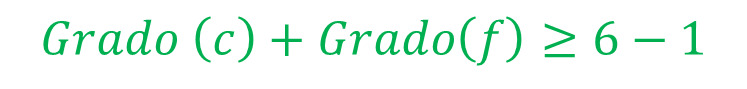 Grado (c) + Grado(f) ≥ 6 − 1